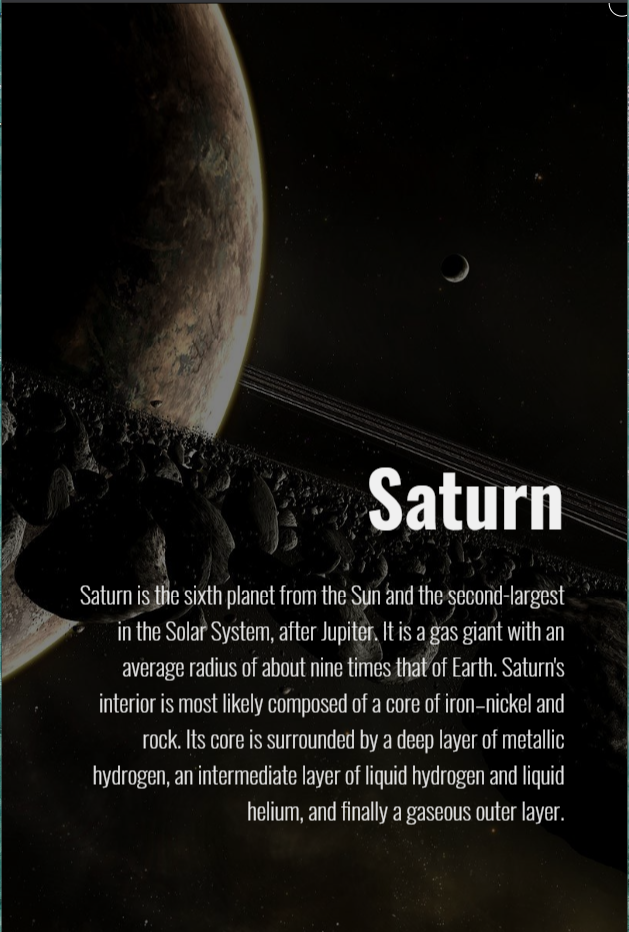 Saturn
Saturn is the sixth planet from the Sun and the second-largest
in the Solar System, after Jupiter. It is a gas giant with an
average radius of about nine times that of Earth. Saturn's
interior is most likely composed of a core of iron–nickel and
rock. Its core is surrounded by a deep layer of metallic
hydrogen, an intermediate layer of liquid hydrogen and liquid
helium, and finally a gaseous outer layer.